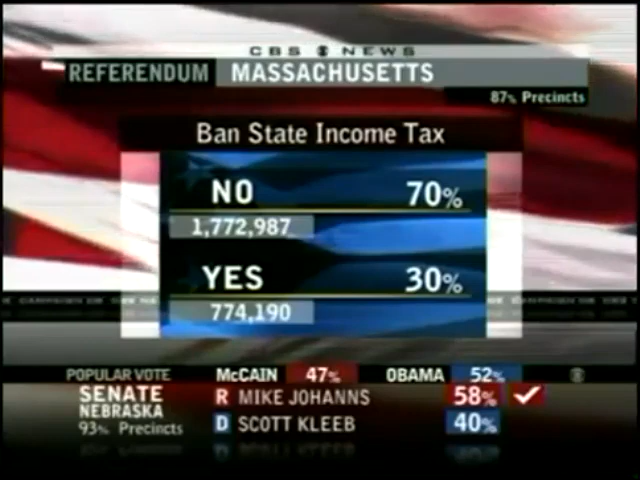 CBS NEWS
REFERENDUM MASSACHUSETTS
87% Precincts
Ban State Income Tax
NO 70%
1,772,987
YES 30%
774,190
POPULAR VOTE McCAIN 47% OBAMA 52%
SENATE R MIKE JOHANNS 58%
NEBRASKA
93% Precincts D SCOTT KLEEB 40%